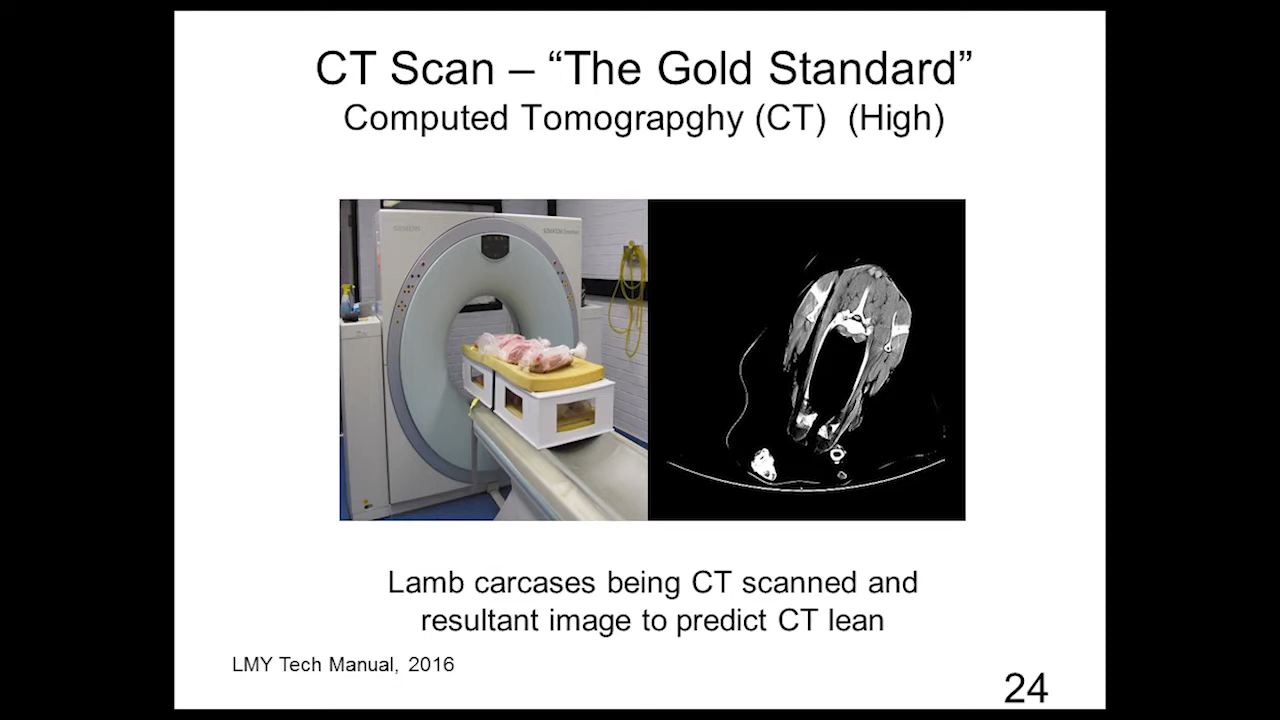 CT Scan – “The Gold Standard”
Computed Tomograpghy (CT)  (High)
SIEMENS
Lamb carcases being CT scanned and
resultant image to predict CT lean
LMY Tech Manual, 2016
24